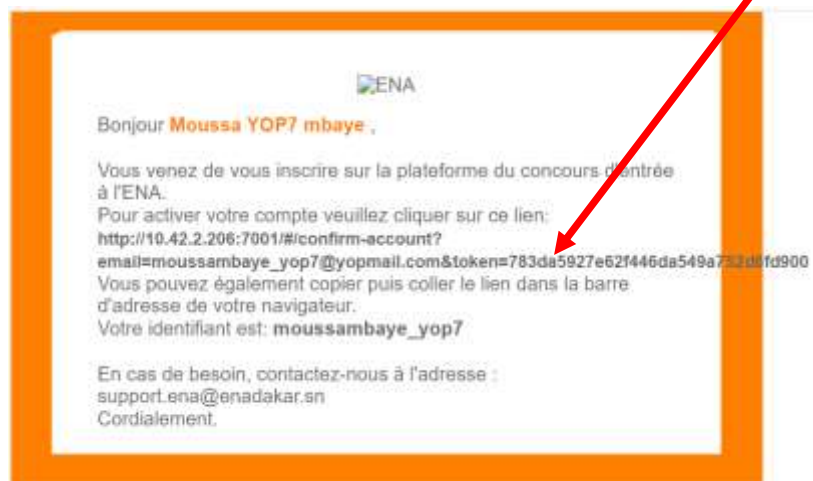 ENA
Bonjour Moussa YOP7 mbaye ,
Vous venez de vous inscrire sur la plateforme du concours d'entrée
à l'ENA.
Pour activer votre compte veuillez cliquer sur ce lien:
http://10.42.2.206:7001/#/confirm-account?
email=moussambaye_yop7@yopmail.com&token=783da5927e62f446da549a
Vous pouvez également copier puis coller le lien dans la barre
d'adresse de votre navigateur.
Votre identifiant est: moussambaye_yop7
En cas de besoin, contactez-nous à l'adresse :
support.ena@enadakar.sn
Cordialement.